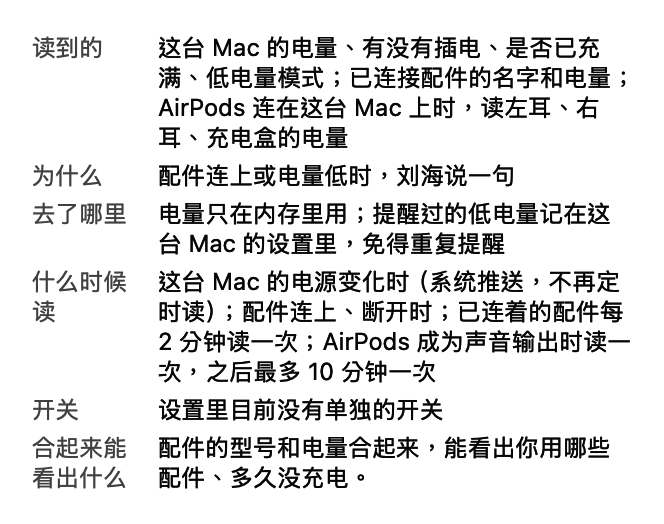 读到的
这台 Mac 的电量、有没有插电、是否已充
满、低电量模式；已连接配件的名字和电量；
AirPods 连在这台 Mac 上时，读左耳、右
耳、充电盒的电量
为什么
配件连上或电量低时，刘海说一句
去了哪里
电量只在内存里用；提醒过的低电量记在这
台 Mac 的设置里，免得重复提醒
什么时候
读
这台 Mac 的电源变化时（系统推送，不再定
时读）；配件连上、断开时；已连着的配件每
2 分钟读一次；AirPods 成为声音输出时读一
次，之后最多 10 分钟一次
开关
设置里目前没有单独的开关
合起来能
看出什么
配件的型号和电量合起来，能看出你用哪些
配件、多久没充电。